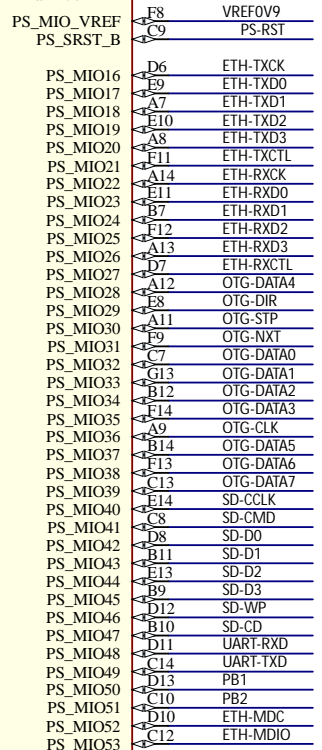 PS_MIO_VREF F8 VREF0V9
PS_SRST_B C9 PS-RST
PS_MIO16 D6 ETH-TXCK
PS_MIO17 E9 ETH-TXD0
PS_MIO18 A7 ETH-TXD1
PS_MIO19 E10 ETH-TXD2
PS_MIO20 A8 ETH-TXD3
PS_MIO21 F11 ETH-TXCTL
PS_MIO22 A14 ETH-RXCK
PS_MIO23 E11 ETH-RXD0
PS_MIO24 B7 ETH-RXD1
PS_MIO25 F12 ETH-RXD2
PS_MIO26 A13 ETH-RXD3
PS_MIO27 D7 ETH-RXCTL
PS_MIO28 A12 OTG-DATA4
PS_MIO29 E8 OTG-DIR
PS_MIO30 A11 OTG-STP
PS_MIO31 F9 OTG-NXT
PS_MIO32 C7 OTG-DATA0
PS_MIO33 G13 OTG-DATA1
PS_MIO34 B12 OTG-DATA2
PS_MIO35 F14 OTG-DATA3
PS_MIO36 A9 OTG-CLK
PS_MIO37 B14 OTG-DATA5
PS_MIO38 F13 OTG-DATA6
PS_MIO39 C13 OTG-DATA7
PS_MIO40 E14 SD-CCLK
PS_MIO41 C8 SD-CMD
PS_MIO42 D8 SD-D0
PS_MIO43 B11 SD-D1
PS_MIO44 E13 SD-D2
PS_MIO45 B9 SD-D3
PS_MIO46 D12 SD-WP
PS_MIO47 B10 SD-CD
PS_MIO48 D11 UART-RXD
PS_MIO49 C14 UART-TXD
PS_MIO50 D13 PB1
PS_MIO51 C10 PB2
PS_MIO52 D10 ETH-MDC
PS_MIO53 C12 ETH-MDIO